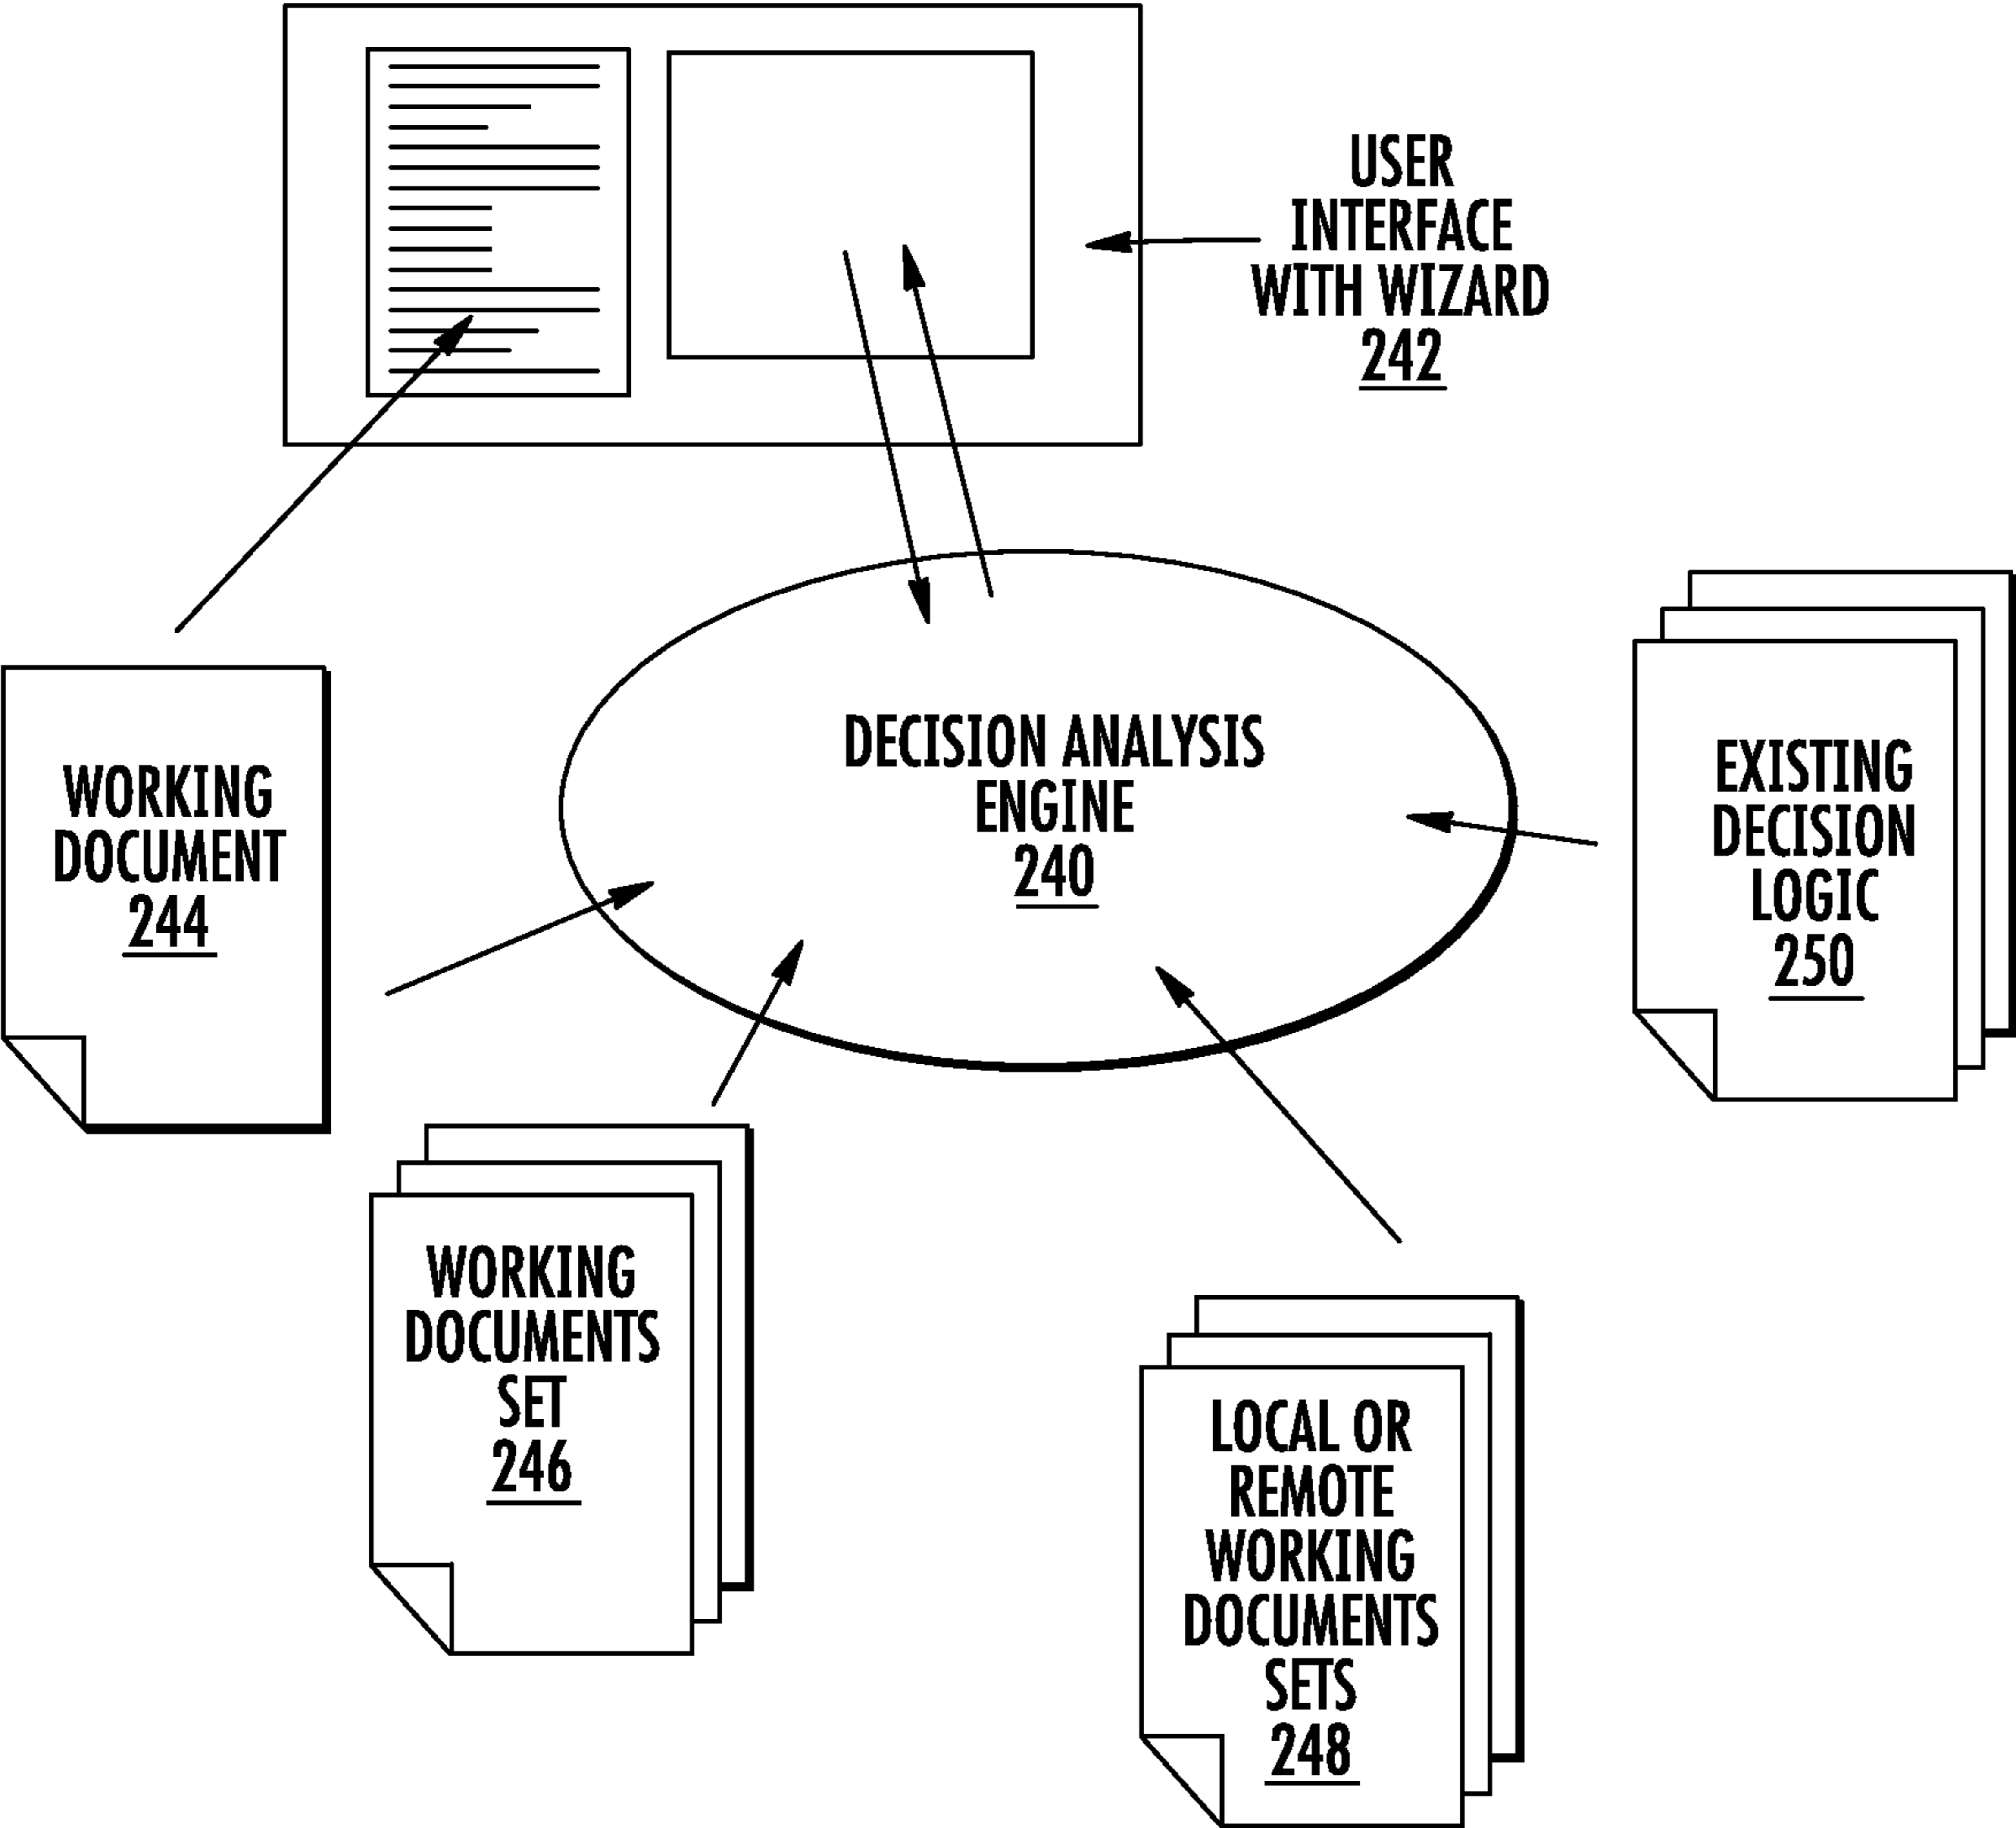 USER
INTERFACE
WITH WIZARD
242
DECISION ANALYSIS
ENGINE
240
WORKING
DOCUMENT
244
EXISTING
DECISION
LOGIC
250
WORKING
DOCUMENTS
SET
246
LOCAL OR
REMOTE
WORKING
DOCUMENTS
SETS
248